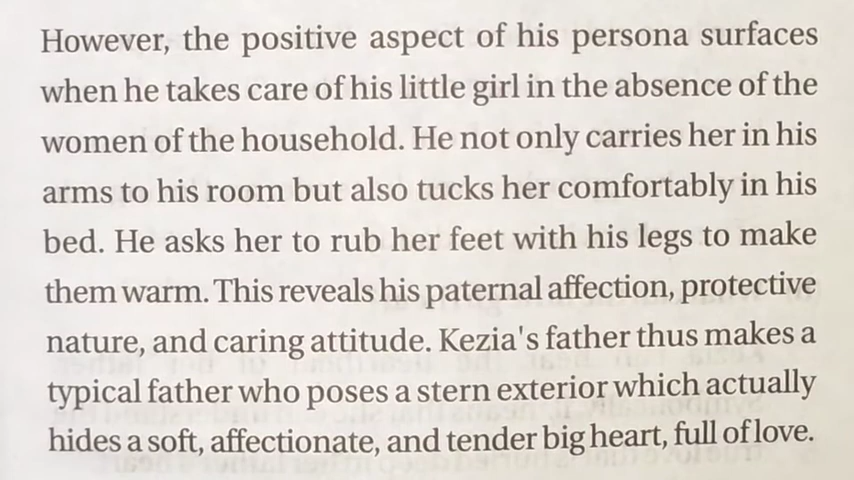 However, the positive aspect of his persona surfaces
when he takes care of his little girl in the absence of the
women of the household. He not only carries her in his
arms to his room but also tucks her comfortably in his
bed. He asks her to rub her feet with his legs to make
them warm. This reveals his paternal affection, protective
nature, and caring attitude. Kezia's father thus makes a
typical father who poses a stern exterior which actually
hides a soft, affectionate, and tender big heart, full of love.